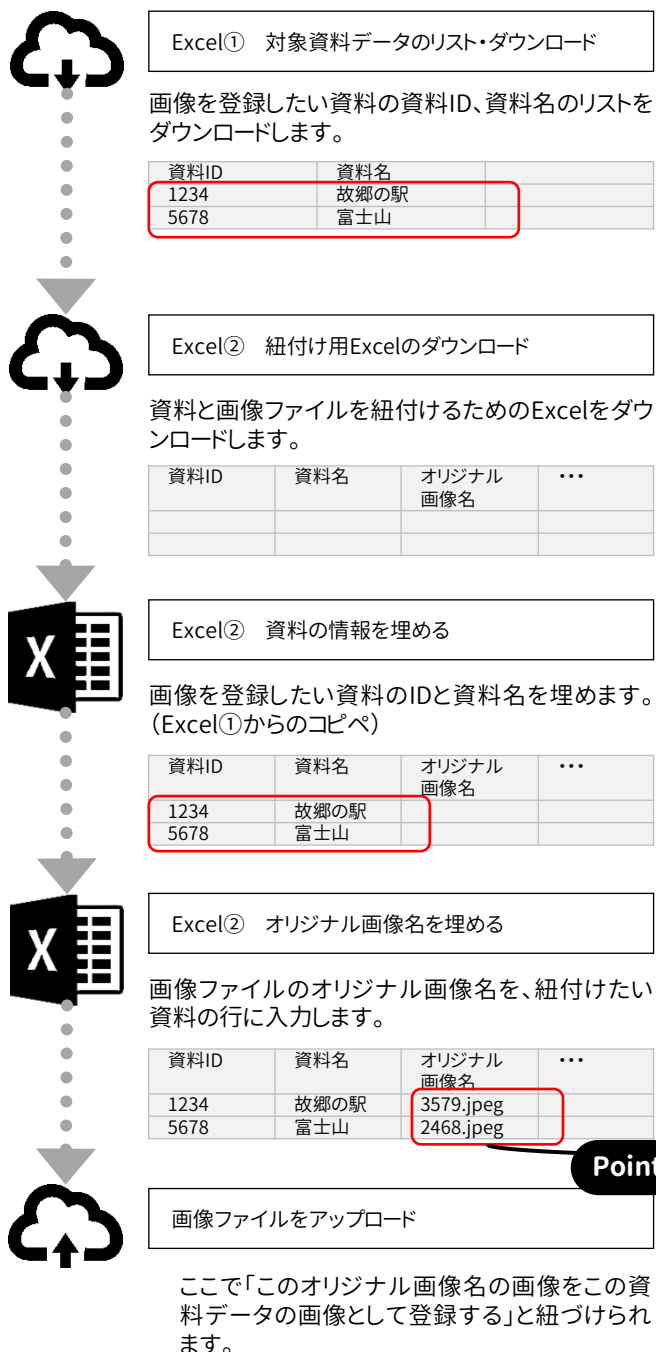 Excel① 対象資料データのリスト・ダウンロード
画像を登録したい資料の資料ID、資料名のリストを
ダウンロードします。
資料ID 資料名
1234 故郷の駅
5678 富士山
Excel② 紐付け用Excelのダウンロード
資料と画像ファイルを紐付けるためのExcelをダウ
ンロードします。
資料ID 資料名 オリジナル ・・・
画像名
X
Excel② 資料の情報を埋める
画像を登録したい資料のIDと資料名を埋めます。
（Excel①からのコピペ）
資料ID 資料名 オリジナル ・・・
画像名
1234 故郷の駅
5678 富士山
X
Excel② オリジナル画像名を埋める
画像ファイルのオリジナル画像名を、紐付けたい
資料の行に入力します。
資料ID 資料名 オリジナル ・・・
画像名
1234 故郷の駅 3579.jpeg
5678 富士山 2468.jpeg
Point
画像ファイルをアップロード
ここで「このオリジナル画像名の画像をこの資
料データの画像として登録する」と紐づけられ
ます。